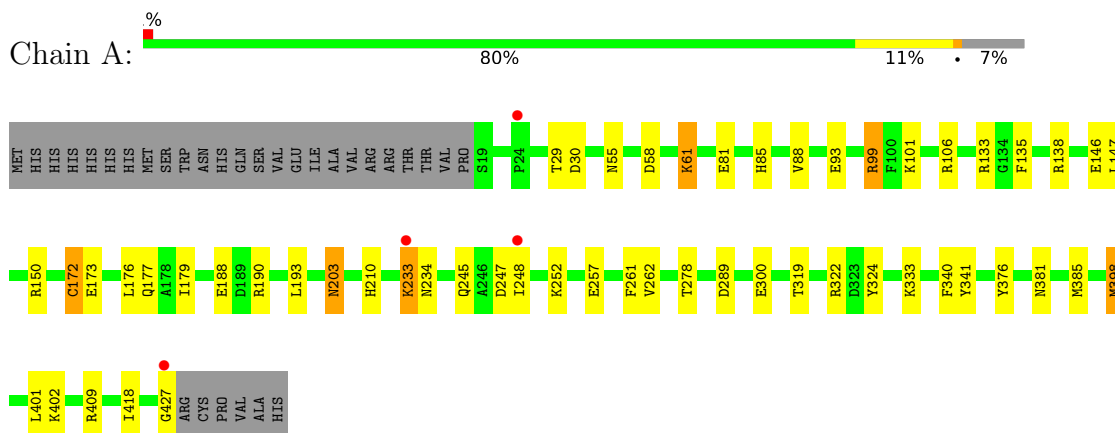 .%
Chain A:
80% 11% • 7%
MET HIS HIS HIS HIS HIS HIS MET SER TRP ASN HIS GLN SER VAL GLU ILE ALA VAL ARG ARG THR THR VAL PRO S19 P24 T29 D30 N55 D58 K61 E81 H85 V88 E93 R99 F100 K101 R106 R133 G134 F135 R138 E146 L147
R150 C172 E173 L176 Q177 A178 I179 E188 D189 R190 L193 N203 H210 K233 N234 Q245 A246 D247 I248 K252 E257 F261 V262 T278 D289 E300 T319 R322 D323 Y324 K333 F340 Y341 Y376 N381 M385 M398
L401 K402 R409 I418 G427 ARG CYS PRO VAL ALA HIS